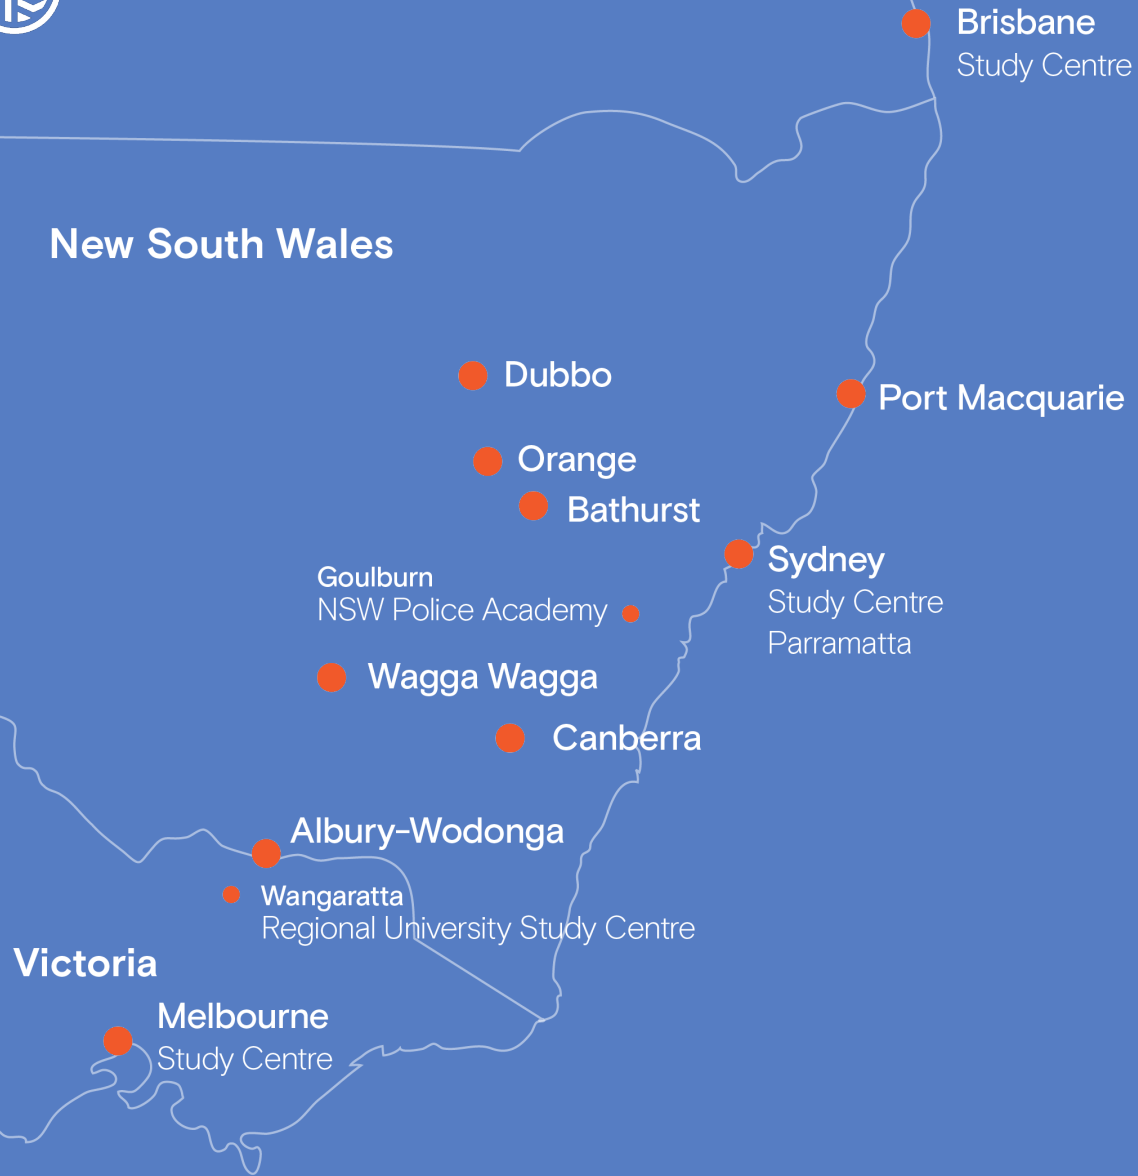 Brisbane
Study Centre
New South Wales
Dubbo
Port Macquarie
Orange
Bathurst
Sydney
Study Centre
Parramatta
Goulburn
NSW Police Academy
Wagga Wagga
Canberra
Albury–Wodonga
Wangaratta
Regional University Study Centre
Victoria
Melbourne
Study Centre